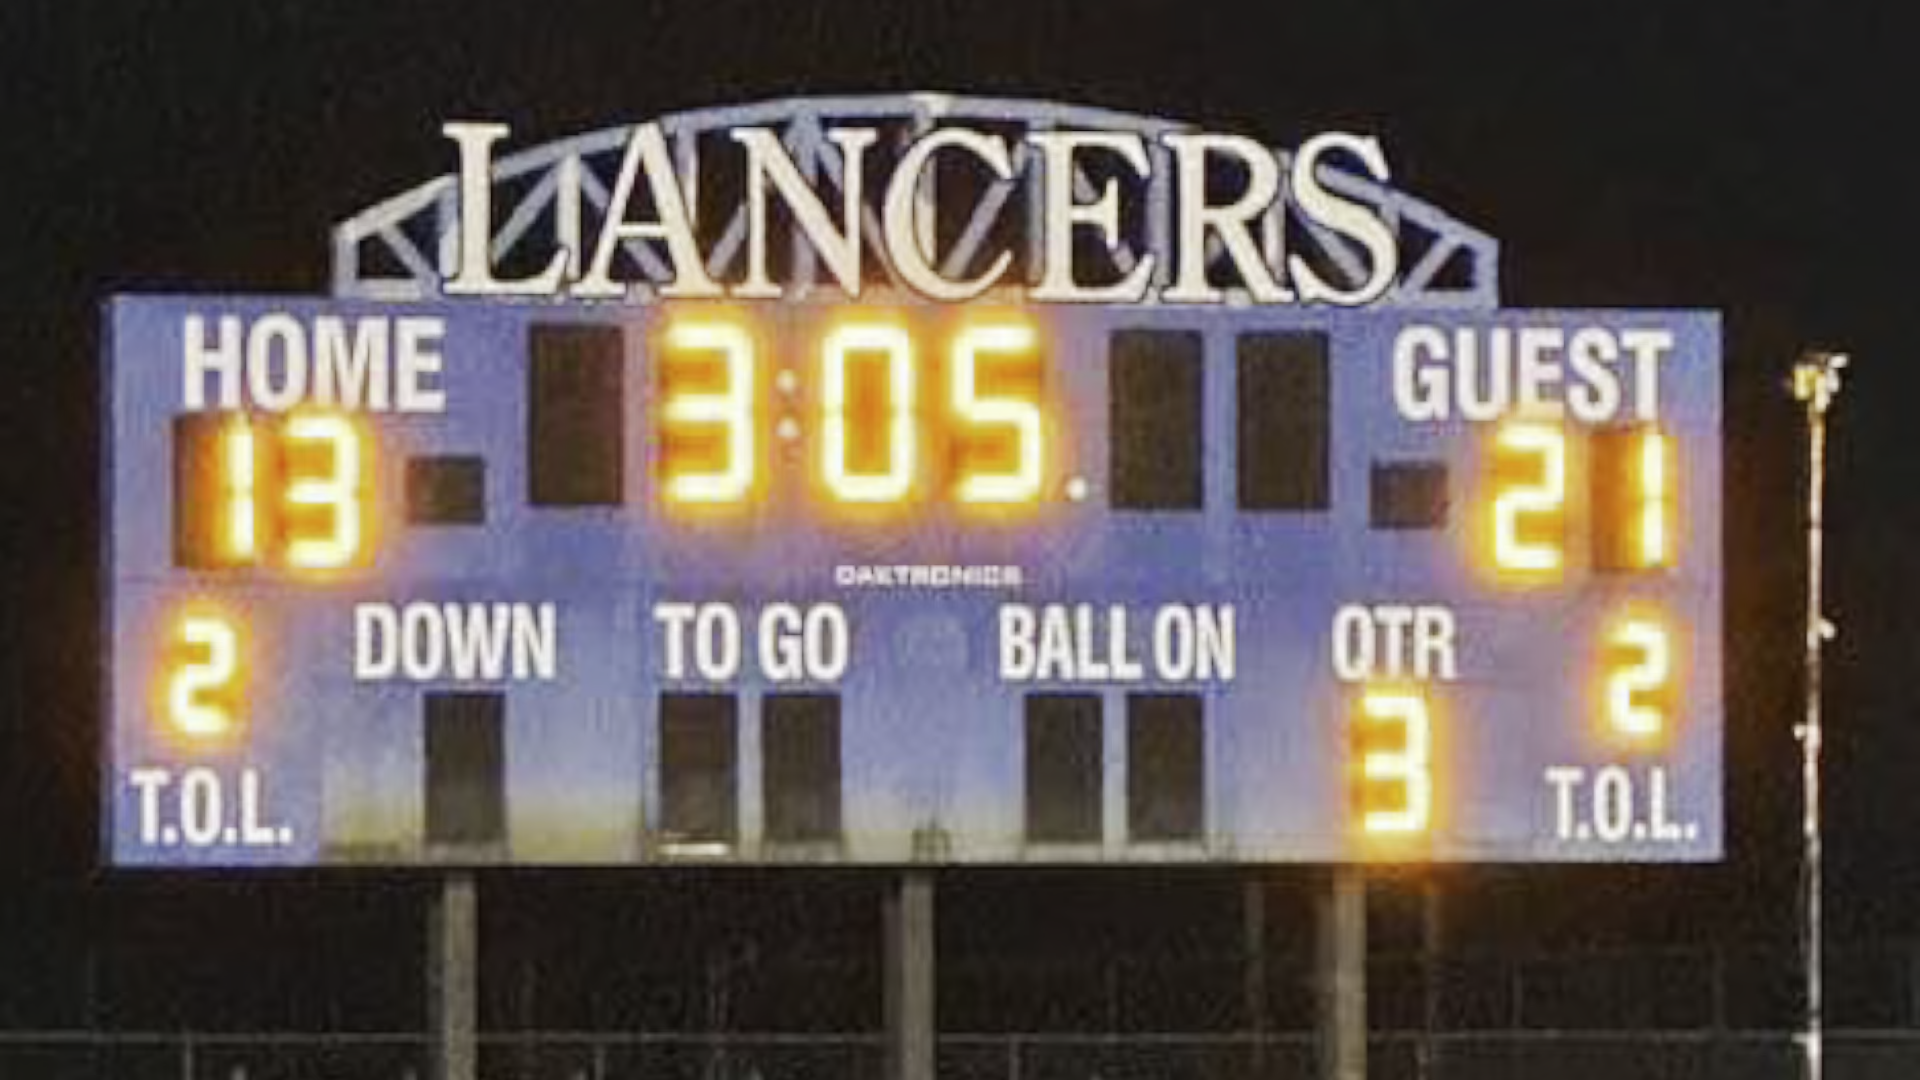 LANCERS
HOME 3:05. GUEST
13 21
DAKTRONICS
2 DOWN TO GO BALL ON QTR 2
T.O.L. 3 T.O.L.